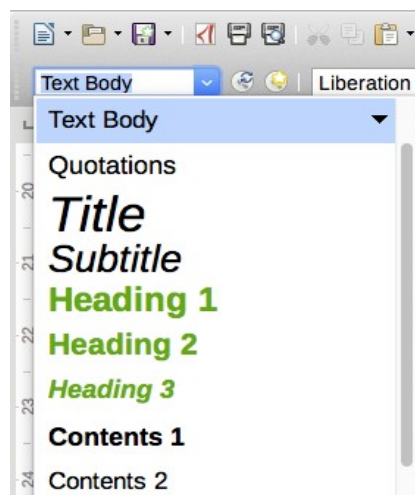 Text Body
Liberation
Text Body
Quotations
Title
Subtitle
Heading 1
Heading 2
Heading 3
Contents 1
Contents 2
20
21
22
23
24